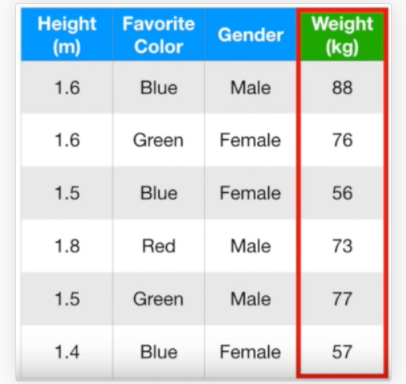 Height (m) Favorite Color Gender Weight (kg)
1.6 Blue Male 88
1.6 Green Female 76
1.5 Blue Female 56
1.8 Red Male 73
1.5 Green Male 77
1.4 Blue Female 57